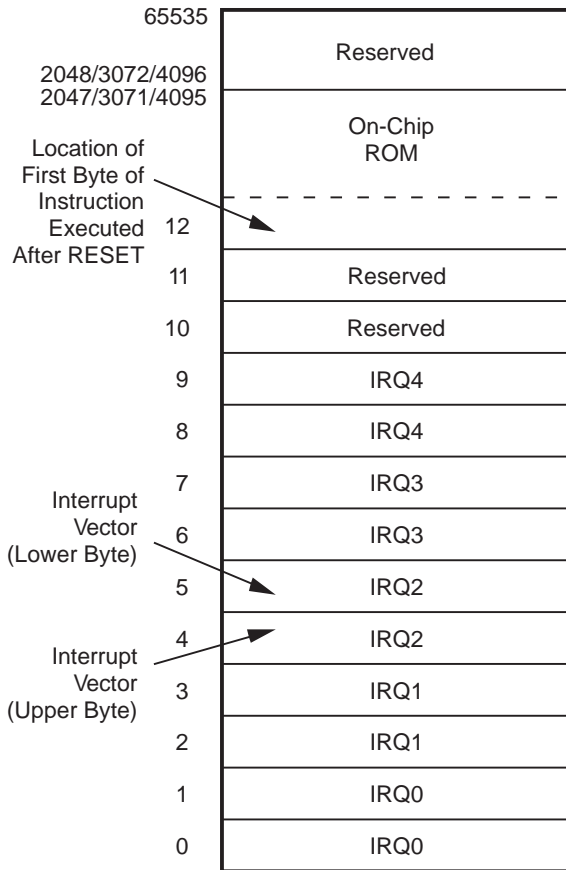 65535
Reserved
2048/3072/4096
2047/3071/4095
On-Chip
ROM
Location of
First Byte of
Instruction
Executed
After RESET
12
11 Reserved
10 Reserved
9 IRQ4
8 IRQ4
7 IRQ3
Interrupt
Vector
(Lower Byte)
6 IRQ3
5 IRQ2
4 IRQ2
Interrupt
Vector
(Upper Byte)
3 IRQ1
2 IRQ1
1 IRQ0
0 IRQ0